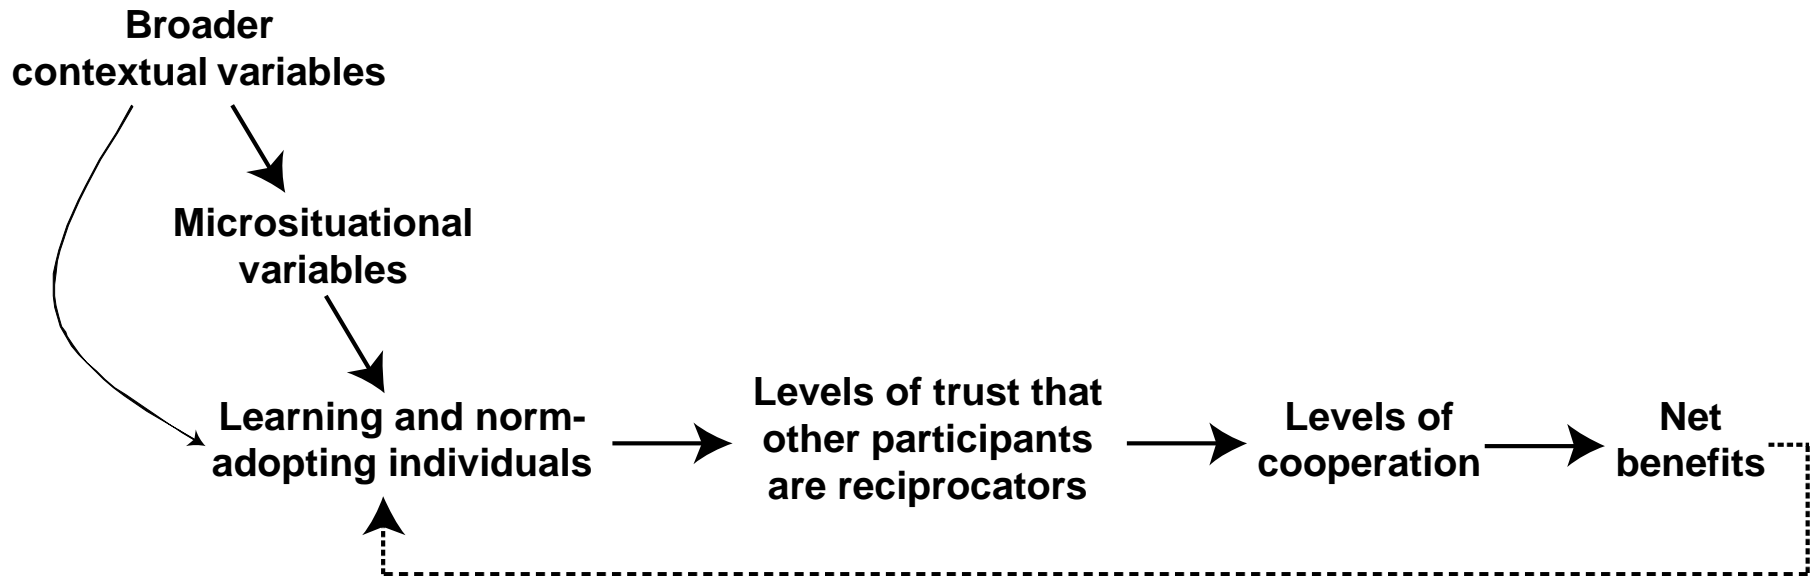 Broader
contextual variables
Microsituational
variables
Learning and norm-
adopting individuals
Levels of trust that
other participants
are reciprocators
Levels of
cooperation
Net
benefits